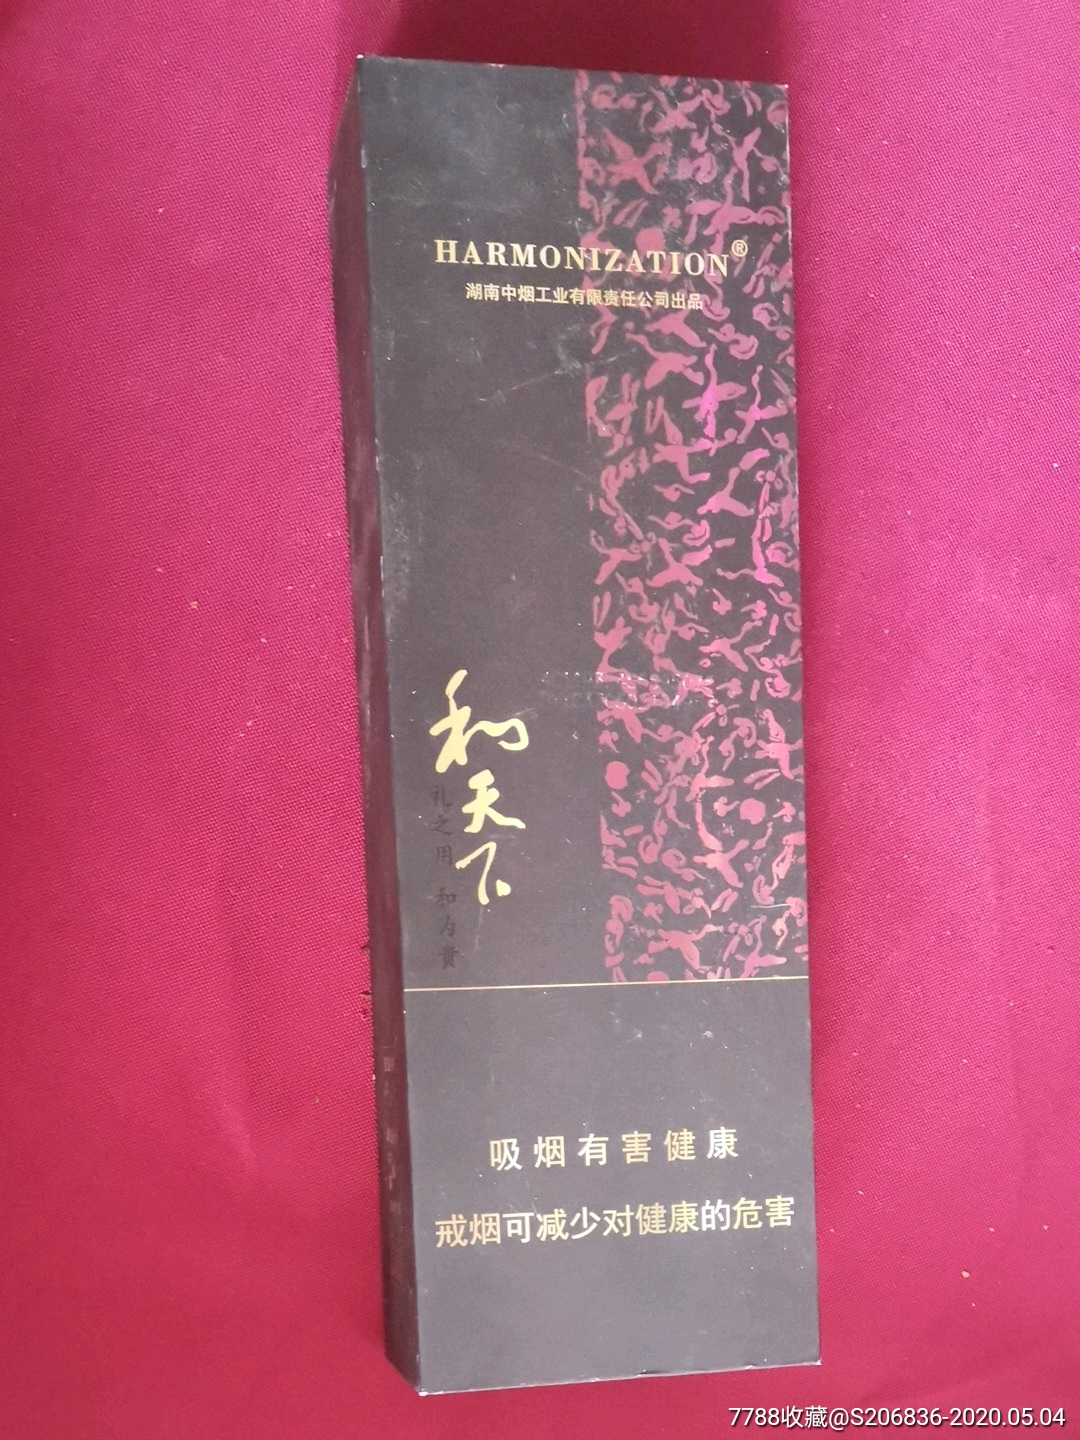 HARMONIZATION®
湖南中烟工业有限责任公司出品
和天下
礼之用 和为贵
吸烟有害健康
戒烟可减少对健康的危害
7788收藏@S206836-2020.05.04